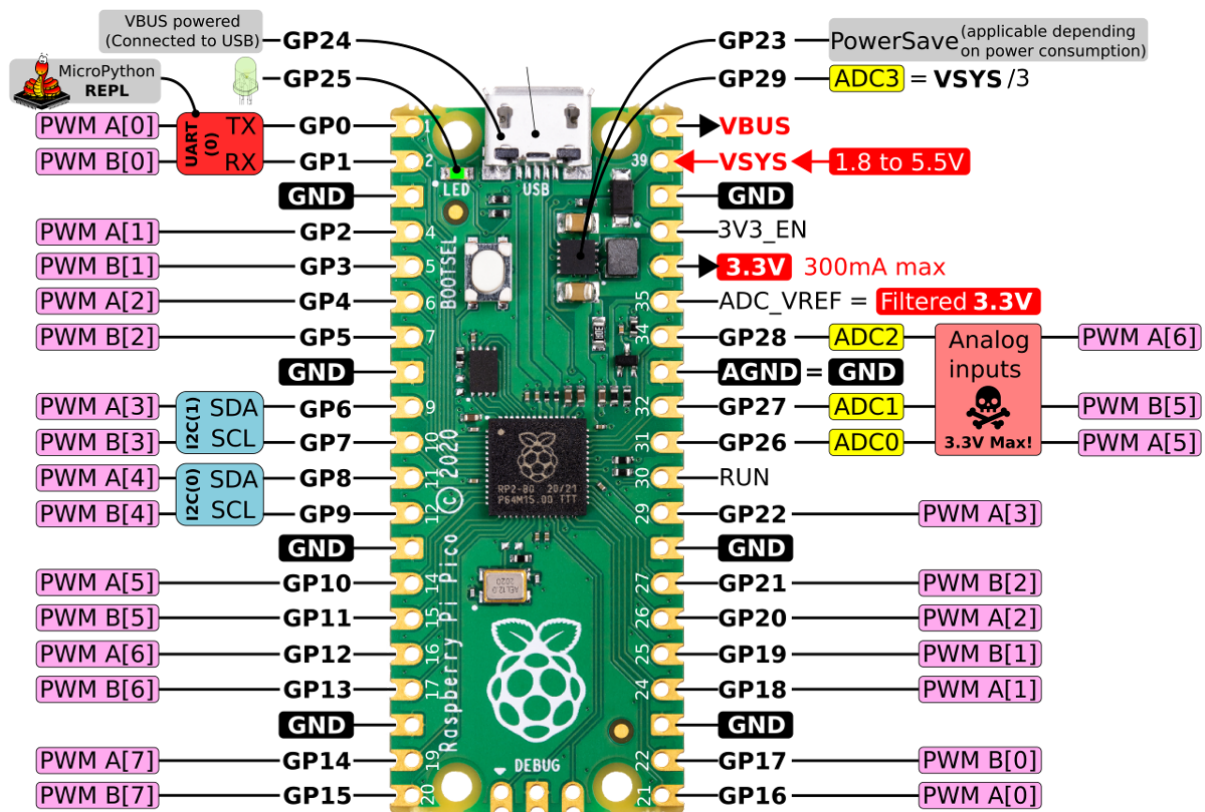 VBUS powered
(Connected to USB)
GP24
GP23
PowerSave (applicable depending
on power consumption)
MicroPython
REPL
GP25
GP29
ADC3
= VSYS /3
PWM A[0]
UART
(0)
TX
GP0
1
VBUS
PWM B[0]
RX
GP1
2
39
VSYS
1.8 to 5.5V
LED
USB
GND
GND
PWM A[1]
GP2
4
3V3_EN
PWM B[1]
GP3
5
BOOTSEL
3.3V
300mA max
PWM A[2]
GP4
6
35
ADC_VREF =
Filtered 3.3V
PWM B[2]
GP5
7
34
GP28
ADC2
Analog
inputs
3.3V Max!
PWM A[6]
GND
AGND = GND
PWM A[3]
I2C(1)
SDA
GP6
9
32
GP27
ADC1
PWM B[5]
PWM B[3]
SCL
GP7
10
31
GP26
ADC0
PWM A[5]
PWM A[4]
I2C(0)
SDA
GP8
11
30
RUN
RP2-B0 20/21
P64M15.00 TTT
PWM B[4]
SCL
GP9
12
29
GP22
PWM A[3]
GND
GND
PWM A[5]
GP10
14
27
GP21
PWM B[2]
PWM B[5]
GP11
15
26
GP20
PWM A[2]
PWM A[6]
GP12
16
25
GP19
PWM B[1]
PWM B[6]
GP13
17
24
GP18
PWM A[1]
Raspberry Pi Pico © 2020
GND
GND
PWM A[7]
GP14
19
DEBUG
22
GP17
PWM B[0]
PWM B[7]
GP15
20
21
GP16
PWM A[0]